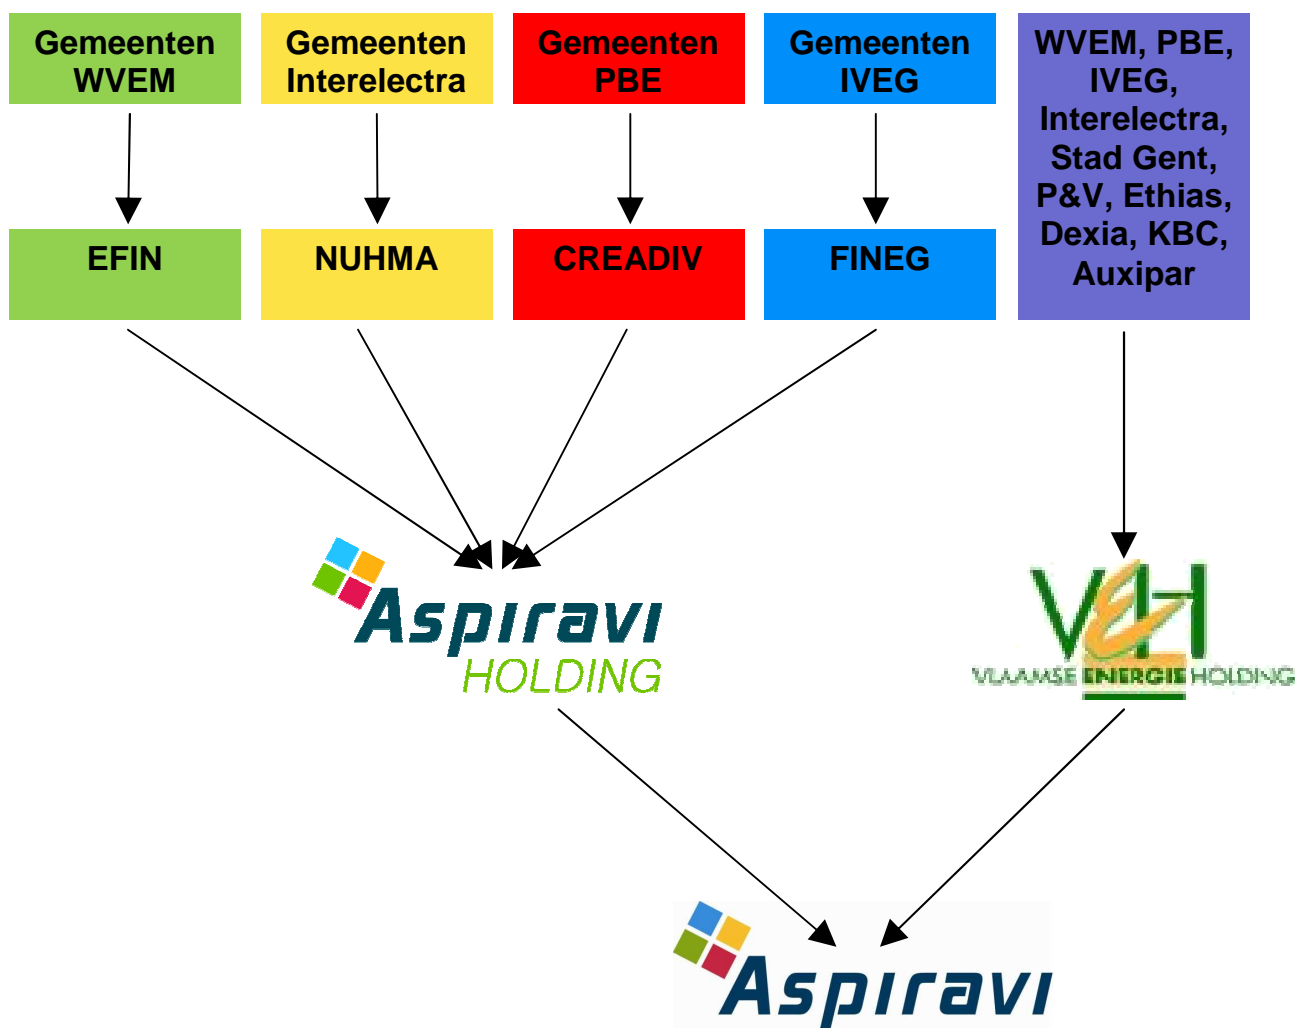 Gemeenten
WVEM
Gemeenten
Interelectra
Gemeenten
PBE
Gemeenten
IVEG
WVEM, PBE,
IVEG,
Interelectra,
Stad Gent,
P&V, Ethias,
Dexia, KBC,
Auxipar
EFIN
NUHMA
CREADIV
FINEG
Aspiravi
HOLDING
VEH
VLAAMSE ENERGIE HOLDING
Aspiravi